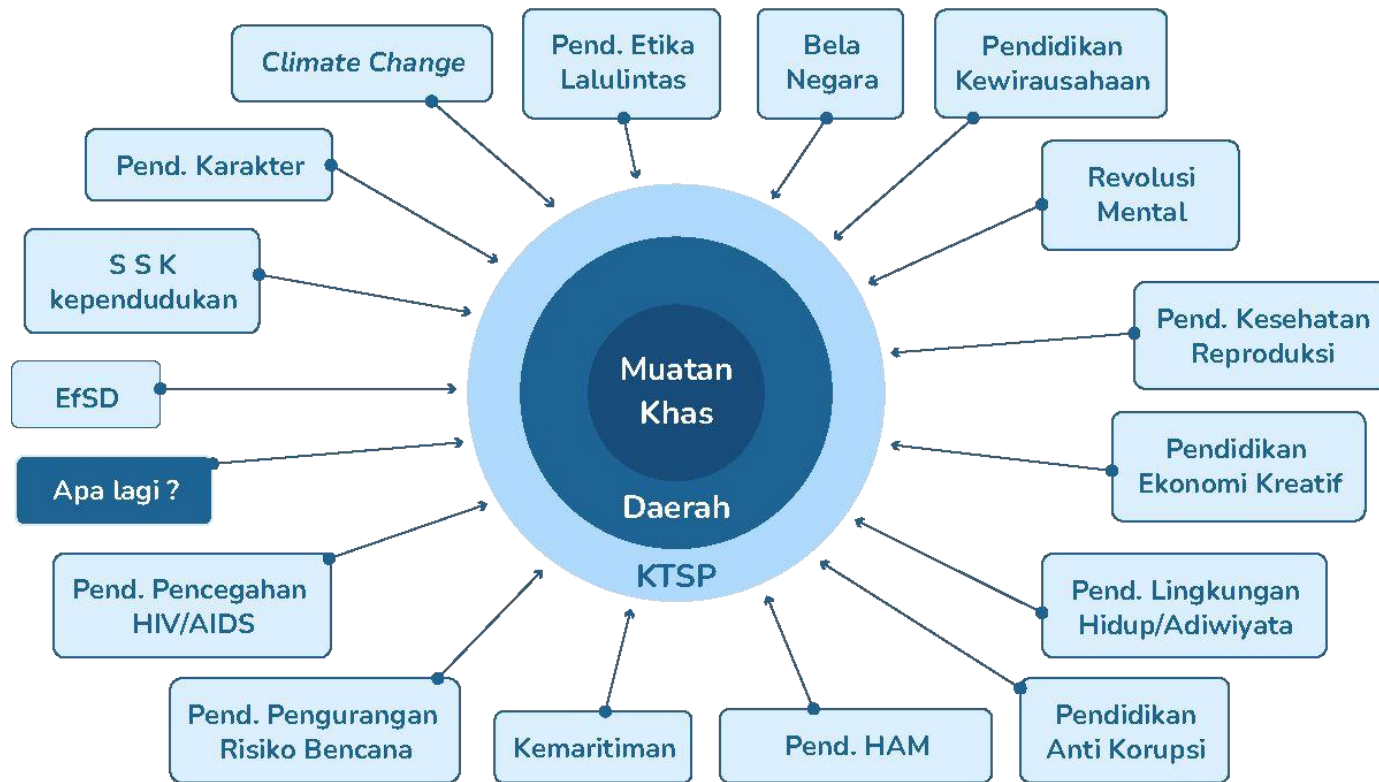 Climate Change
Pend. Etika
Lalulintas
Bela
Negara
Pendidikan
Kewirausahaan
Pend. Karakter
Revolusi
Mental
S S K
kependudukan
Pend. Kesehatan
Reproduksi
EfSD
Muatan
Khas
Daerah
KTSP
Apa lagi ?
Pendidikan
Ekonomi Kreatif
Pend. Pencegahan
HIV/AIDS
Pend. Lingkungan
Hidup/Adiwiyata
Pend. Pengurangan
Risiko Bencana
Kemaritiman
Pend. HAM
Pendidikan
Anti Korupsi